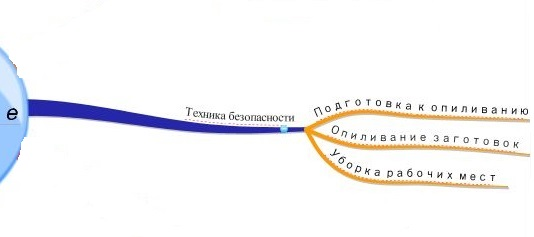 е
Техника безопасности
Подготовка к опиливанию
Опиливание заготовок
Уборка рабочих мест